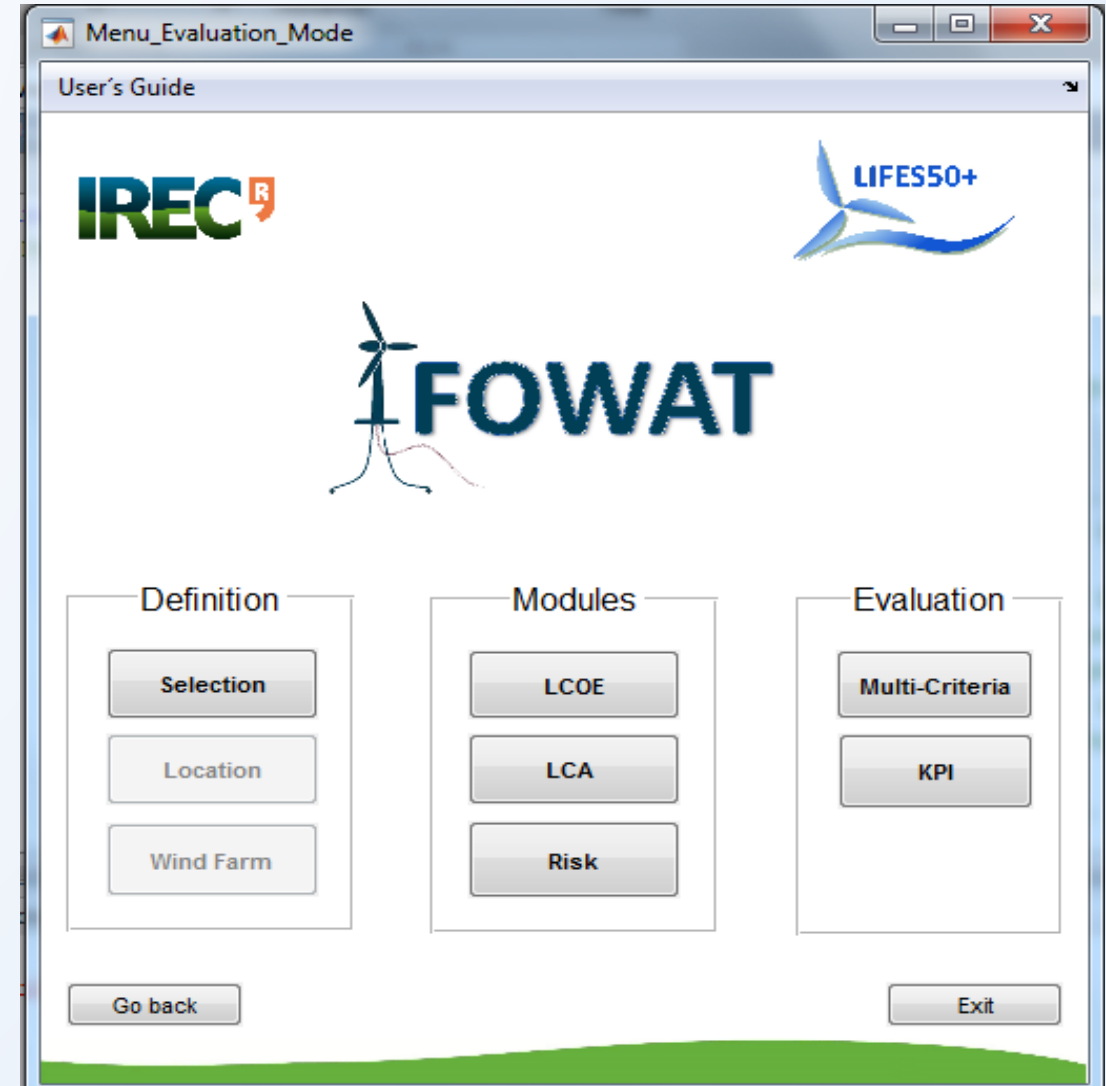 Menu_Evaluation_Mode
User´s Guide
IREC R
LIFES50+
FOWAT
Definition
Selection
Location
Wind Farm
Modules
LCOE
LCA
Risk
Evaluation
Multi-Criteria
KPI
Go back
Exit